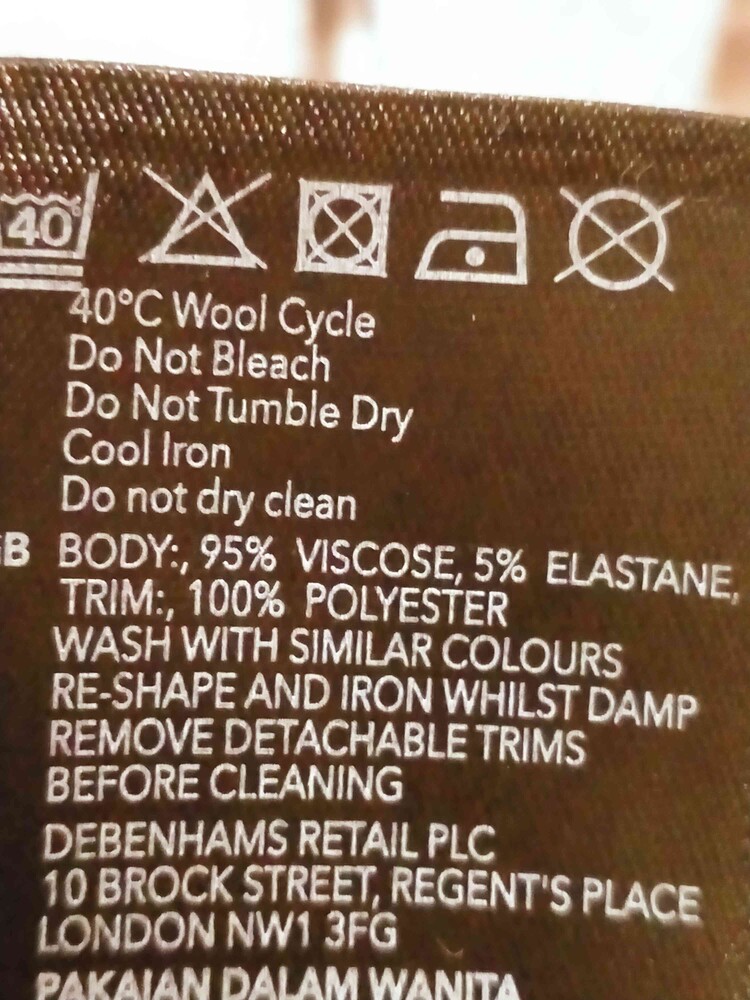 40°
40°C Wool Cycle
Do Not Bleach
Do Not Tumble Dry
Cool Iron
Do not dry clean
GB BODY:, 95% VISCOSE, 5% ELASTANE,
TRIM:, 100% POLYESTER
WASH WITH SIMILAR COLOURS
RE-SHAPE AND IRON WHILST DAMP
REMOVE DETACHABLE TRIMS
BEFORE CLEANING
DEBENHAMS RETAIL PLC
10 BROCK STREET, REGENT'S PLACE
LONDON NW1 3FG
PAKAIAN DALAM WANITA